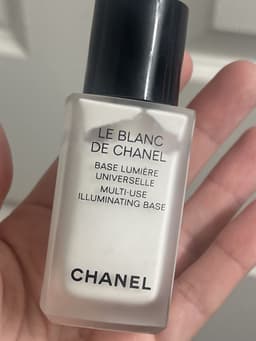 LE BLANC
DE CHANEL
BASE LUMIÈRE
UNIVERSELLE
MULTI-USE
ILLUMINATING BASE
CHANEL